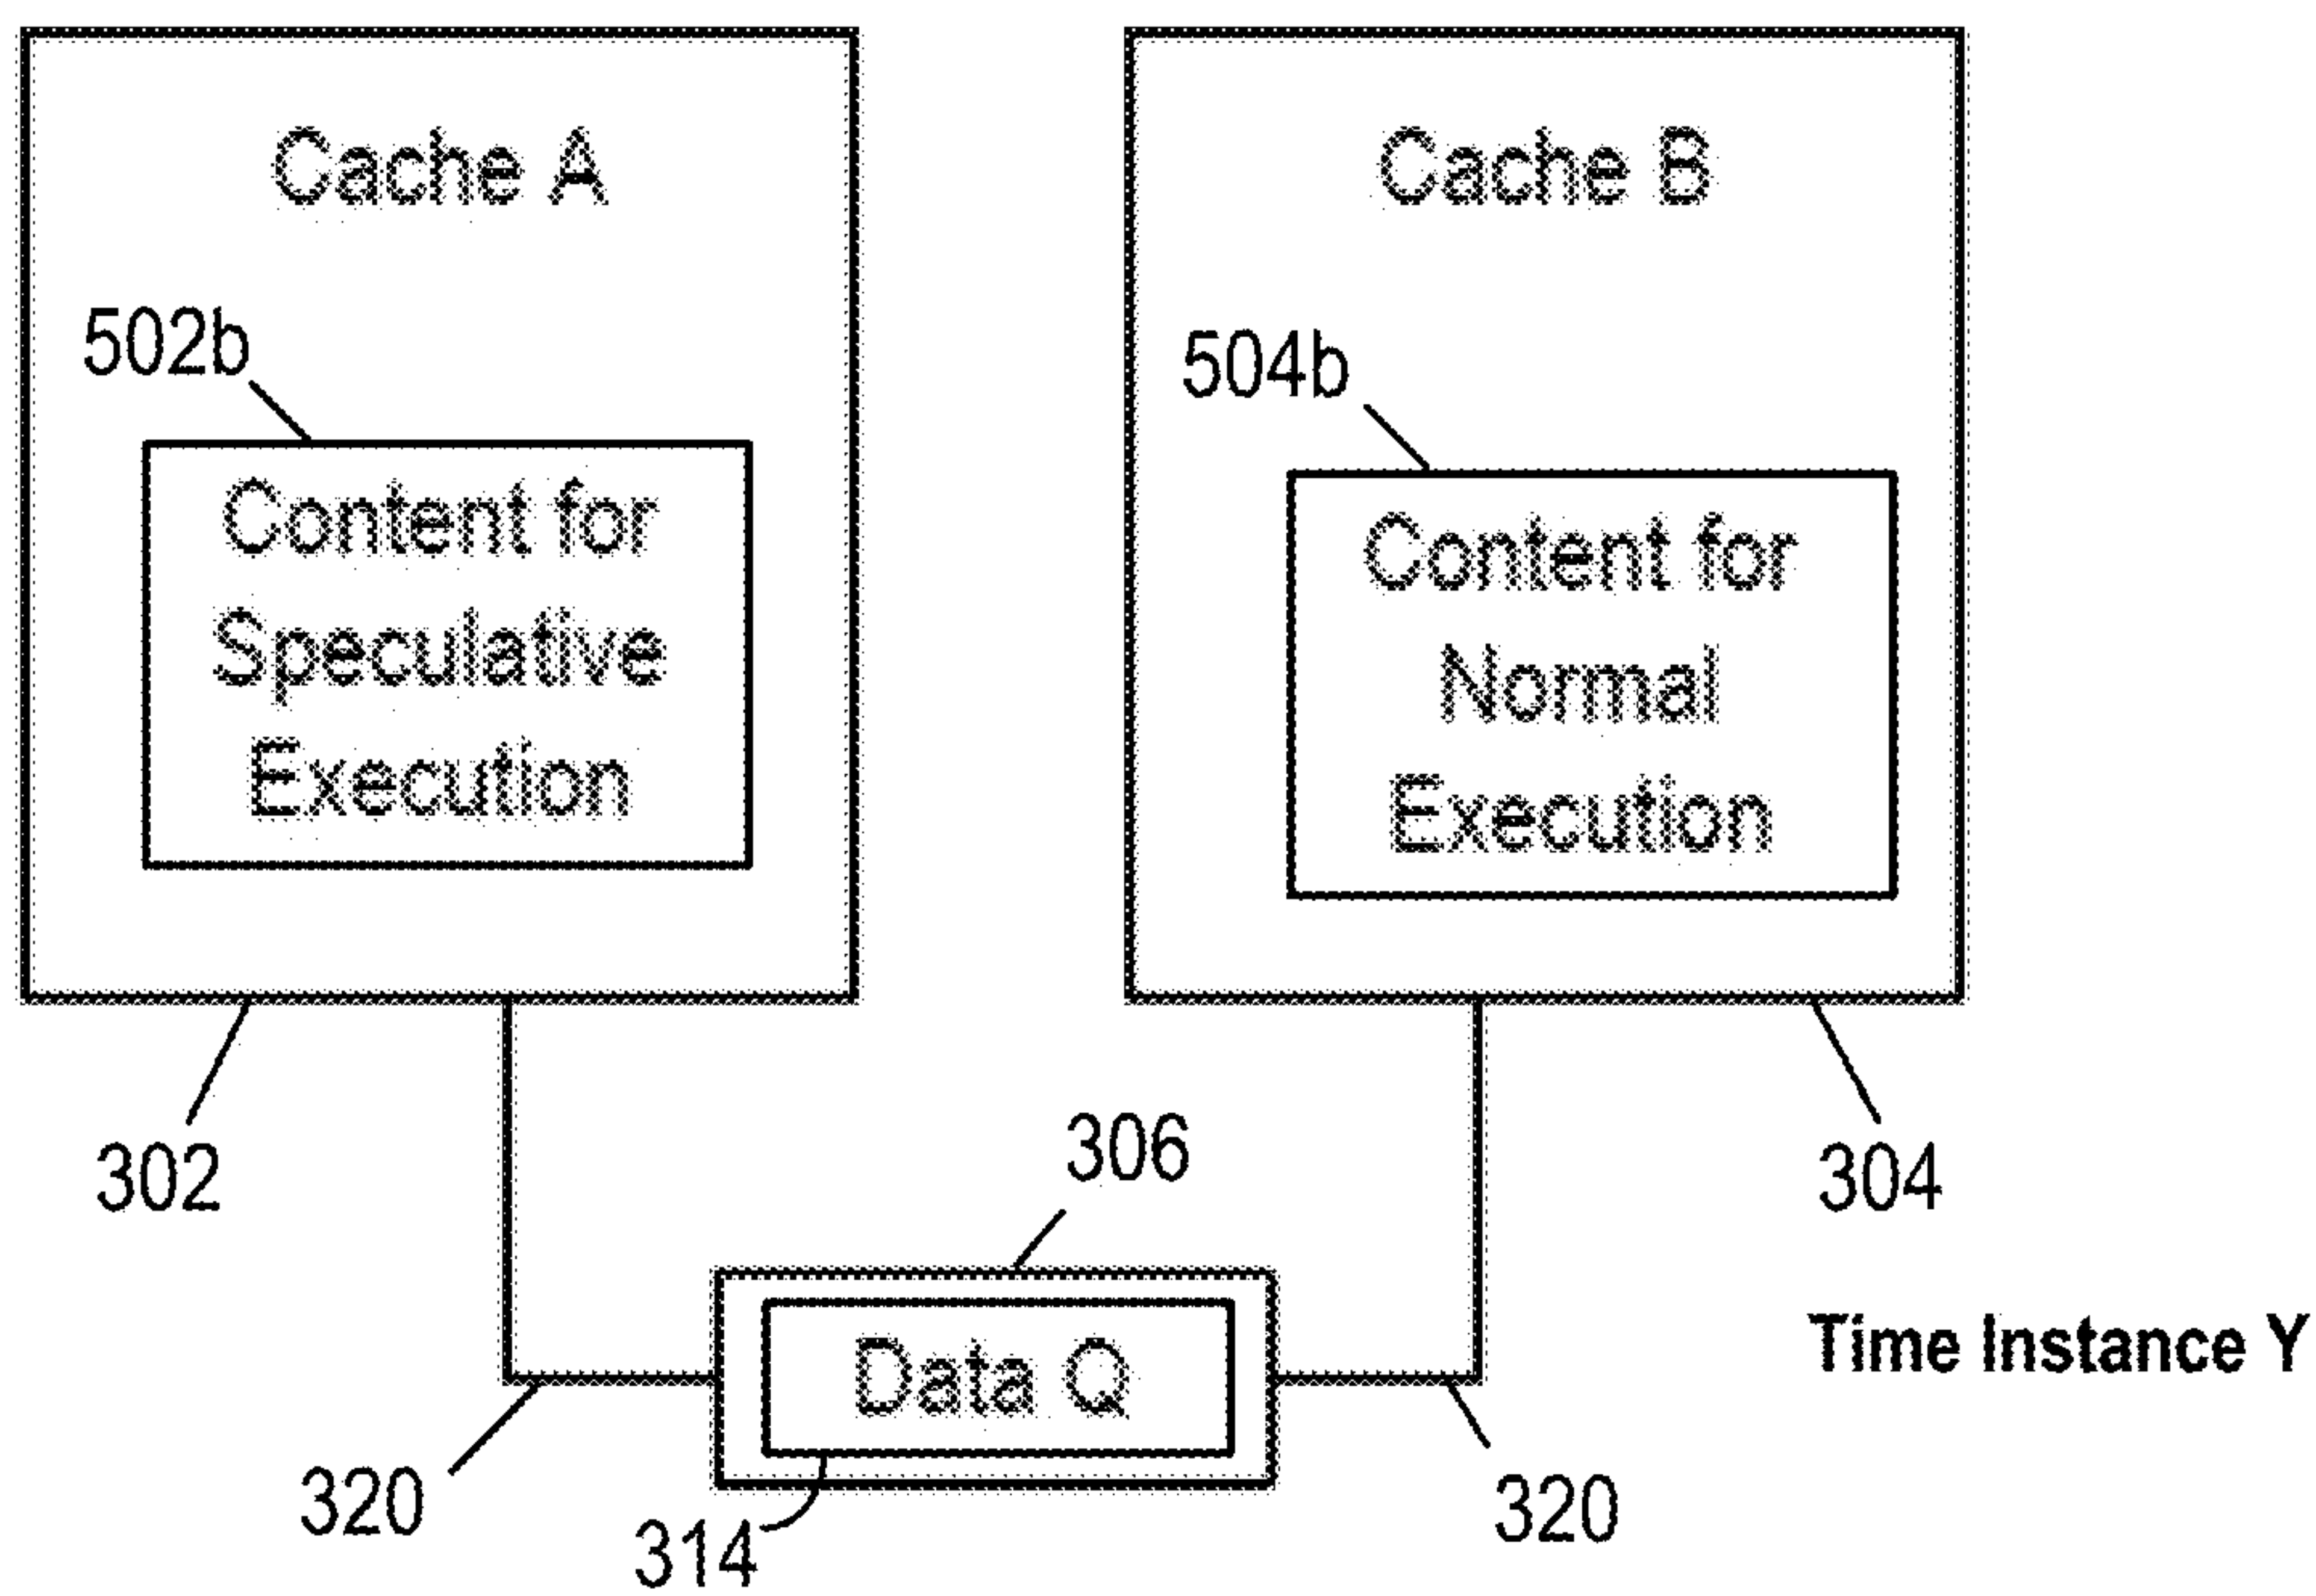 Cache A
Cache B
502b
504b
Content for
Speculative
Execution
Content for
Normal
Execution
302
306
304
Time Instance Y
Data Q
320
320
314